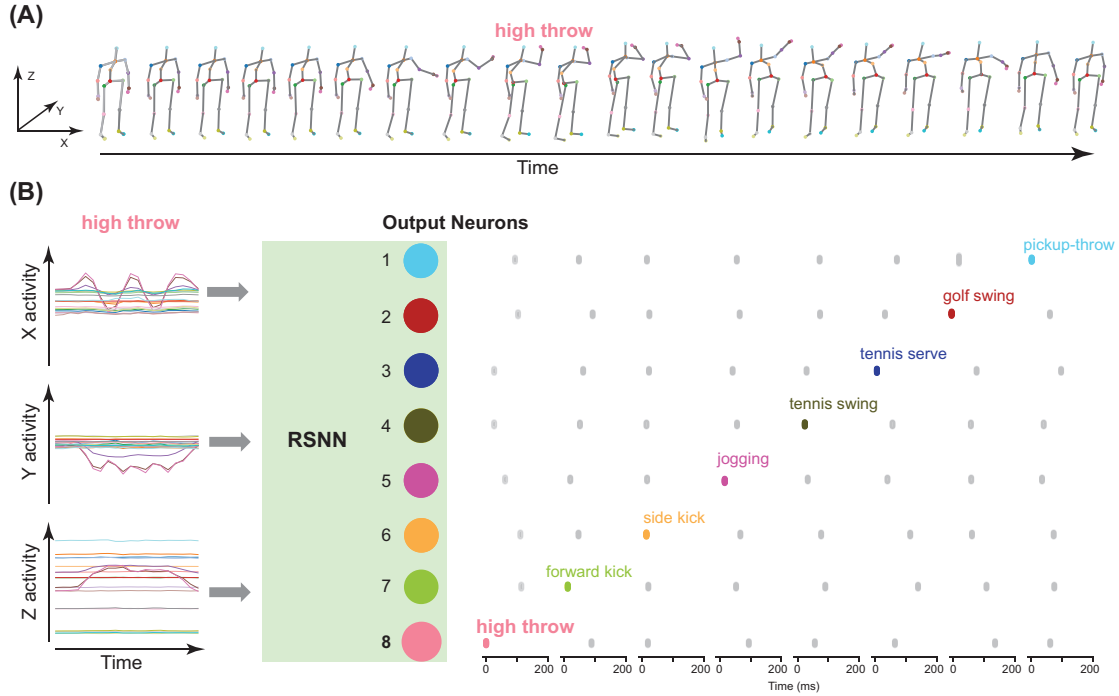 (A)
high throw
Z
Y
X
Time
(B)
high throw
Output Neurons
X activity
Y activity
Z activity
Time
RSNN
1
2
3
4
5
6
7
8
pickup-throw
golf swing
tennis serve
tennis swing
jogging
side kick
forward kick
high throw
0 200 0 200 0 200 0 200 0 200 0 200 0 200 0 200
Time (ms)